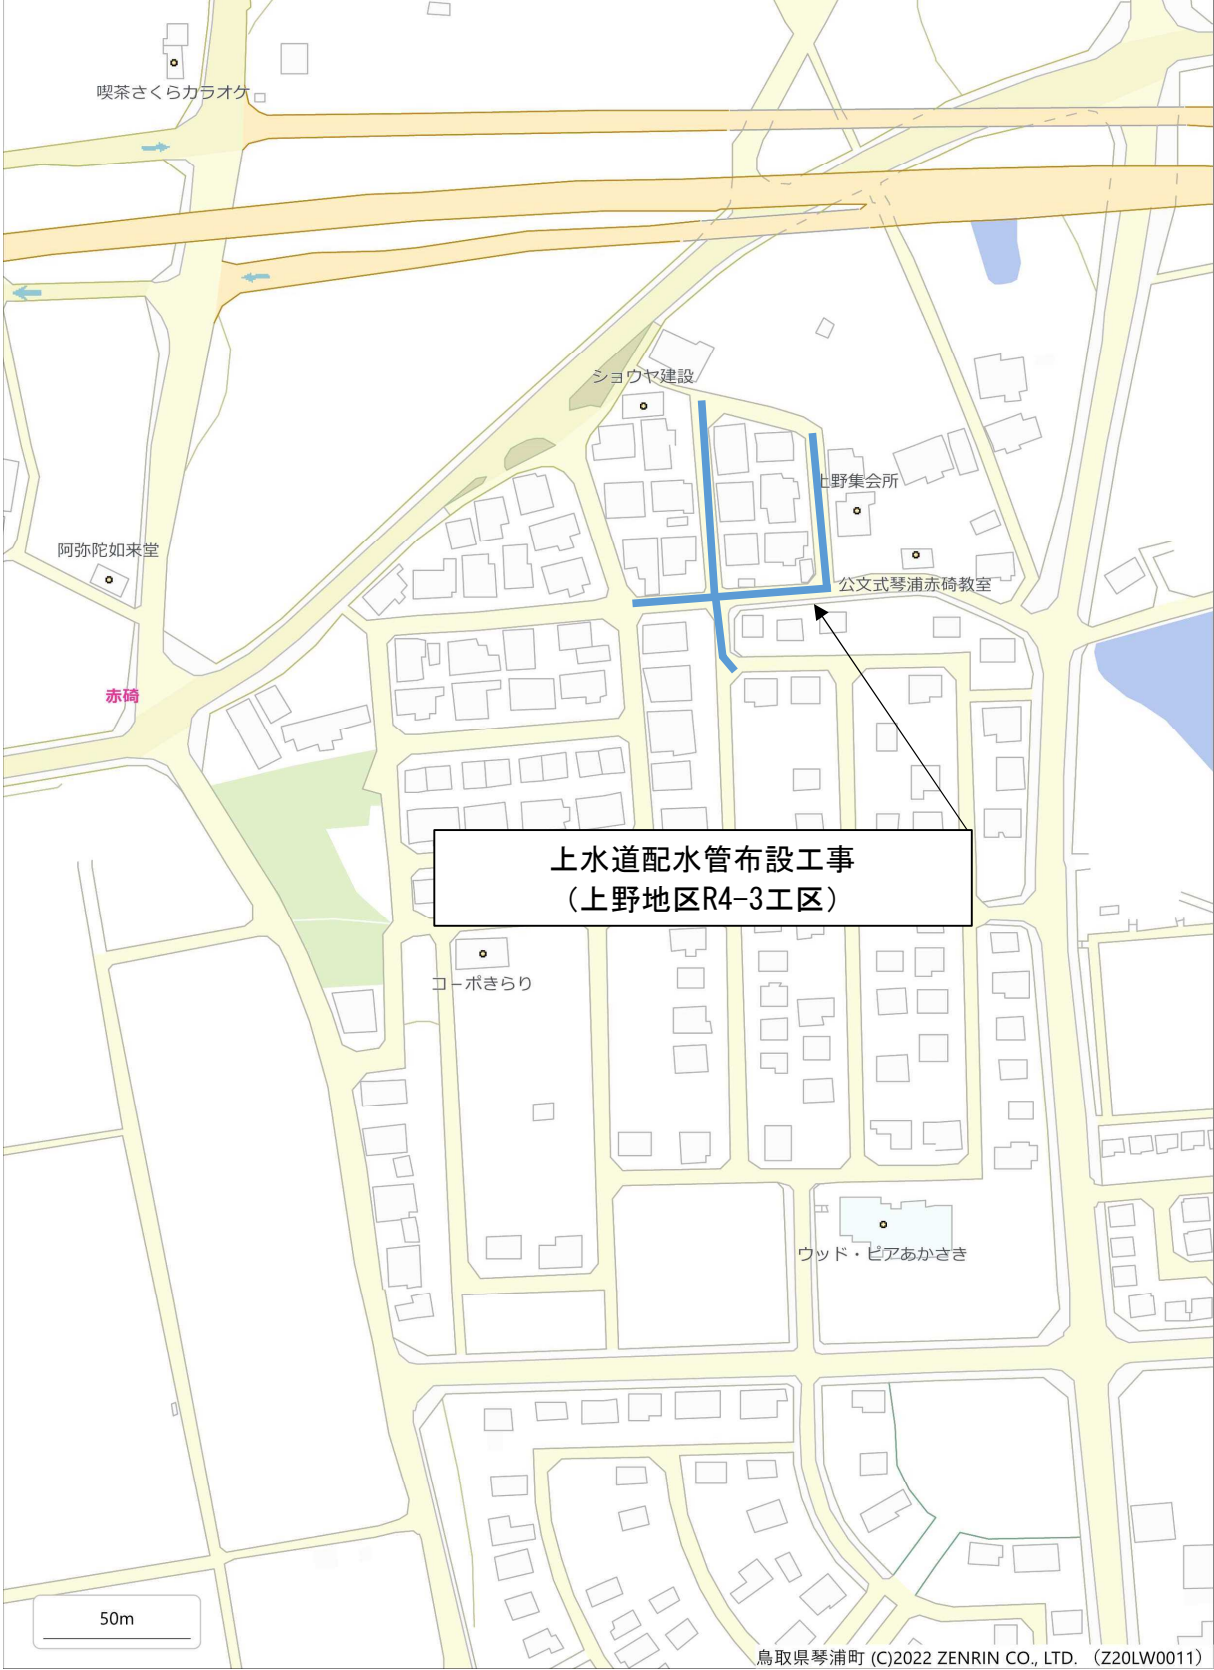 喫茶さくらカラオケ
ショウヤ建設
上野集会所
阿弥陀如来堂
公文式琴浦赤碕教室
赤碕
上水道配水管布設工事
（上野地区R4-3工区）
コーポきらり
ウッド・ピアあかさき
50m
鳥取県琴浦町 (C)2022 ZENRIN CO., LTD. （Z20LW0011）